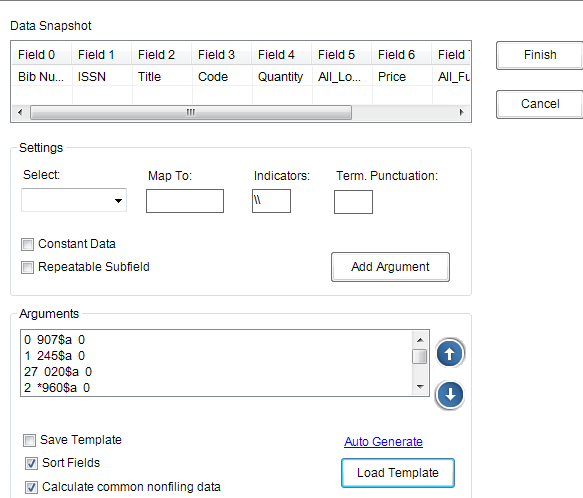 Data Snapshot
Field 0 Field 1 Field 2 Field 3 Field 4 Field 5 Field 6 Field
Bib Nu... ISSN Title Code Quantity All_Lo... Price All_Fu
Finish
Cancel
Settings
Select: Map To: Indicators: Term. Punctuation:
\\
Constant Data
Repeatable Subfield
Add Argument
Arguments
0 907$a 0
1 245$a 0
27 020$a 0
2 *960$a 0
Save Template
Auto Generate
Sort Fields
Load Template
Calculate common nonfiling data